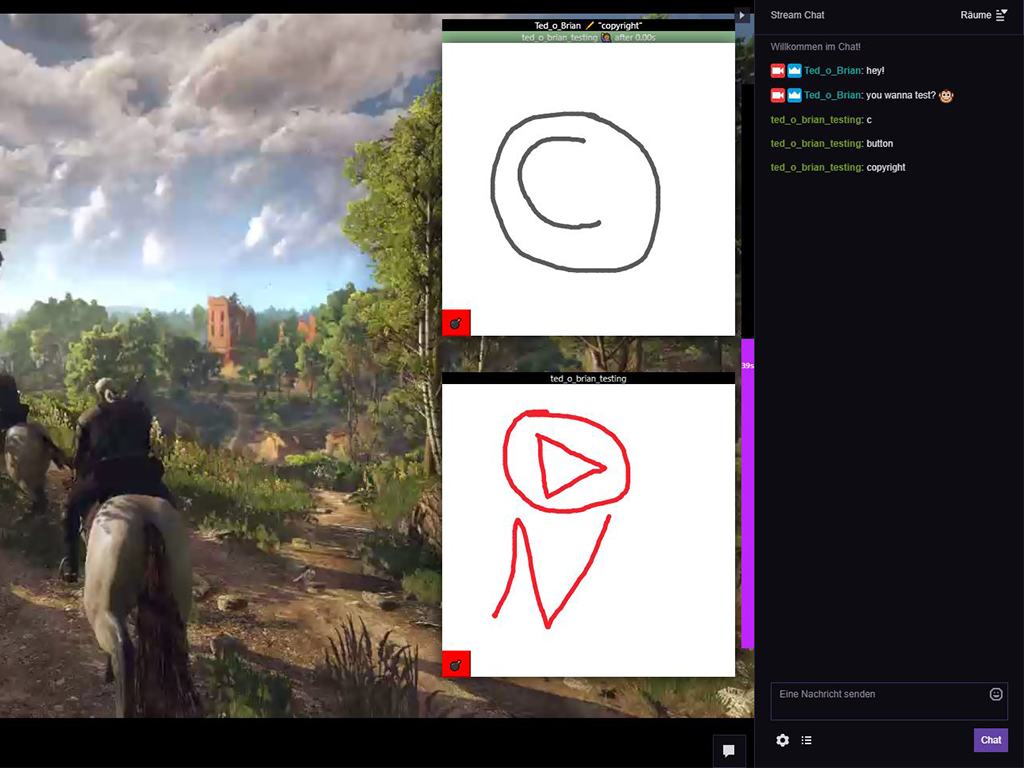 Ted_o_Brian "copyright"
ted_o_brian_testing after 0.00s
C
39s
ted_o_brian_testing
Stream Chat
Räume
Willkommen im Chat!
Ted_o_Brian: hey!
Ted_o_Brian: you wanna test?
ted_o_brian_testing: c
ted_o_brian_testing: button
ted_o_brian_testing: copyright
Eine Nachricht senden
Chat